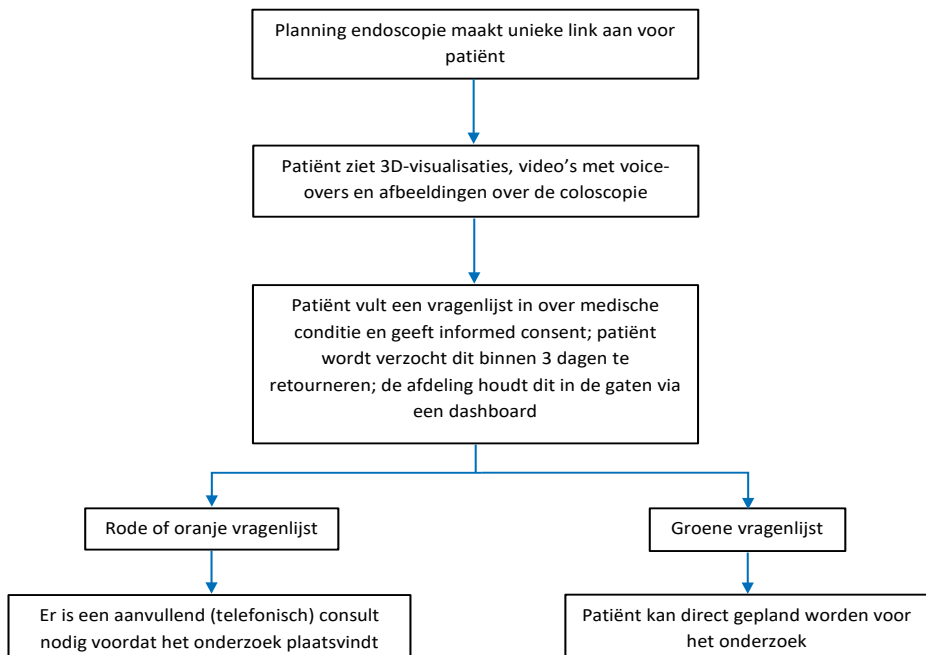 Planning endoscopie maakt unieke link aan voor
patiënt
Patiënt ziet 3D-visualisaties, video's met voice-
overs en afbeeldingen over de coloscopie
Patiënt vult een vragenlijst in over medische
conditie en geeft informed consent; patiënt
wordt verzocht dit binnen 3 dagen te
retourneren; de afdeling houdt dit in de gaten via
een dashboard
Rode of oranje vragenlijst
Groene vragenlijst
Er is een aanvullend (telefonisch) consult
nodig voordat het onderzoek plaatsvindt
Patiënt kan direct gepland worden voor
het onderzoek